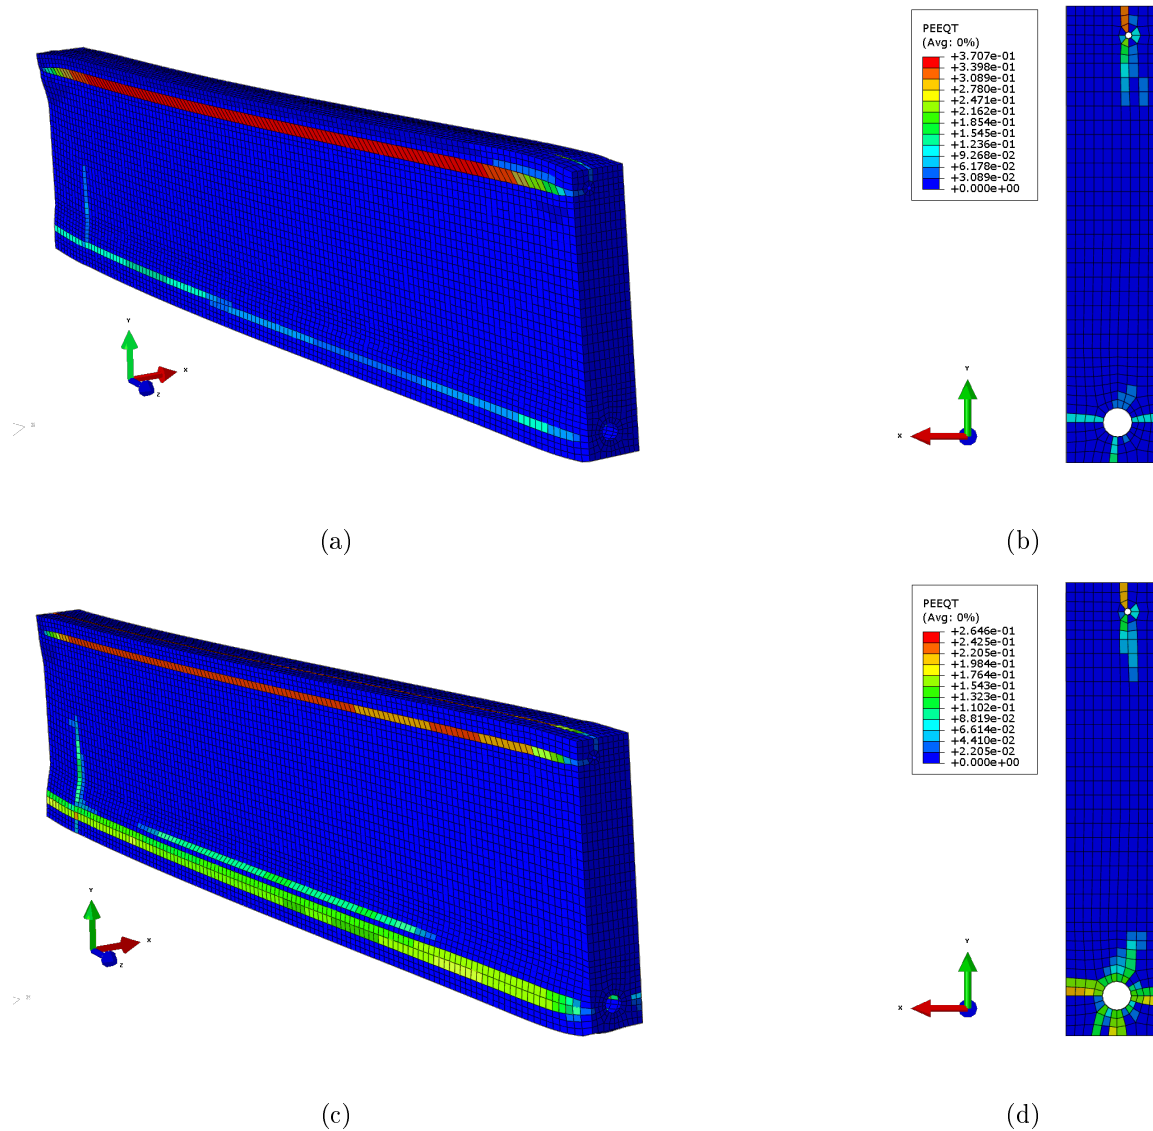 PEEQT
(Avg: 0%)
+3.707e-01
+3.398e-01
+3.089e-01
+2.780e-01
+2.471e-01
+2.162e-01
+1.854e-01
+1.545e-01
+1.236e-01
+9.268e-02
+6.178e-02
+3.089e-02
+0.000e+00
Y
X
Z
Y
X
(a)
(b)
PEEQT
(Avg: 0%)
+2.646e-01
+2.425e-01
+2.205e-01
+1.984e-01
+1.764e-01
+1.543e-01
+1.323e-01
+1.102e-01
+8.819e-02
+6.614e-02
+4.410e-02
+2.205e-02
+0.000e+00
Y
X
Z
Y
X
(c)
(d)